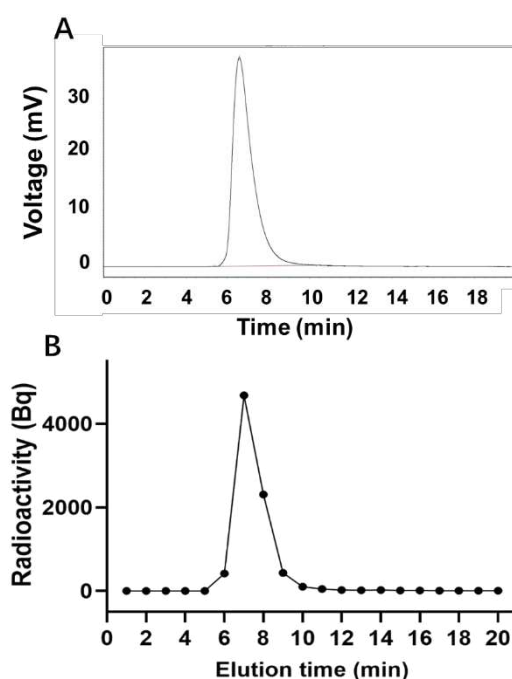 A
Voltage (mV)
30
20
10
0
0 2 4 6 8 10 12 14 16 18
Time (min)
B
Radioactivity (Bq)
4000
2000
0
0 2 4 6 8 10 12 14 16 18 20
Elution time (min)